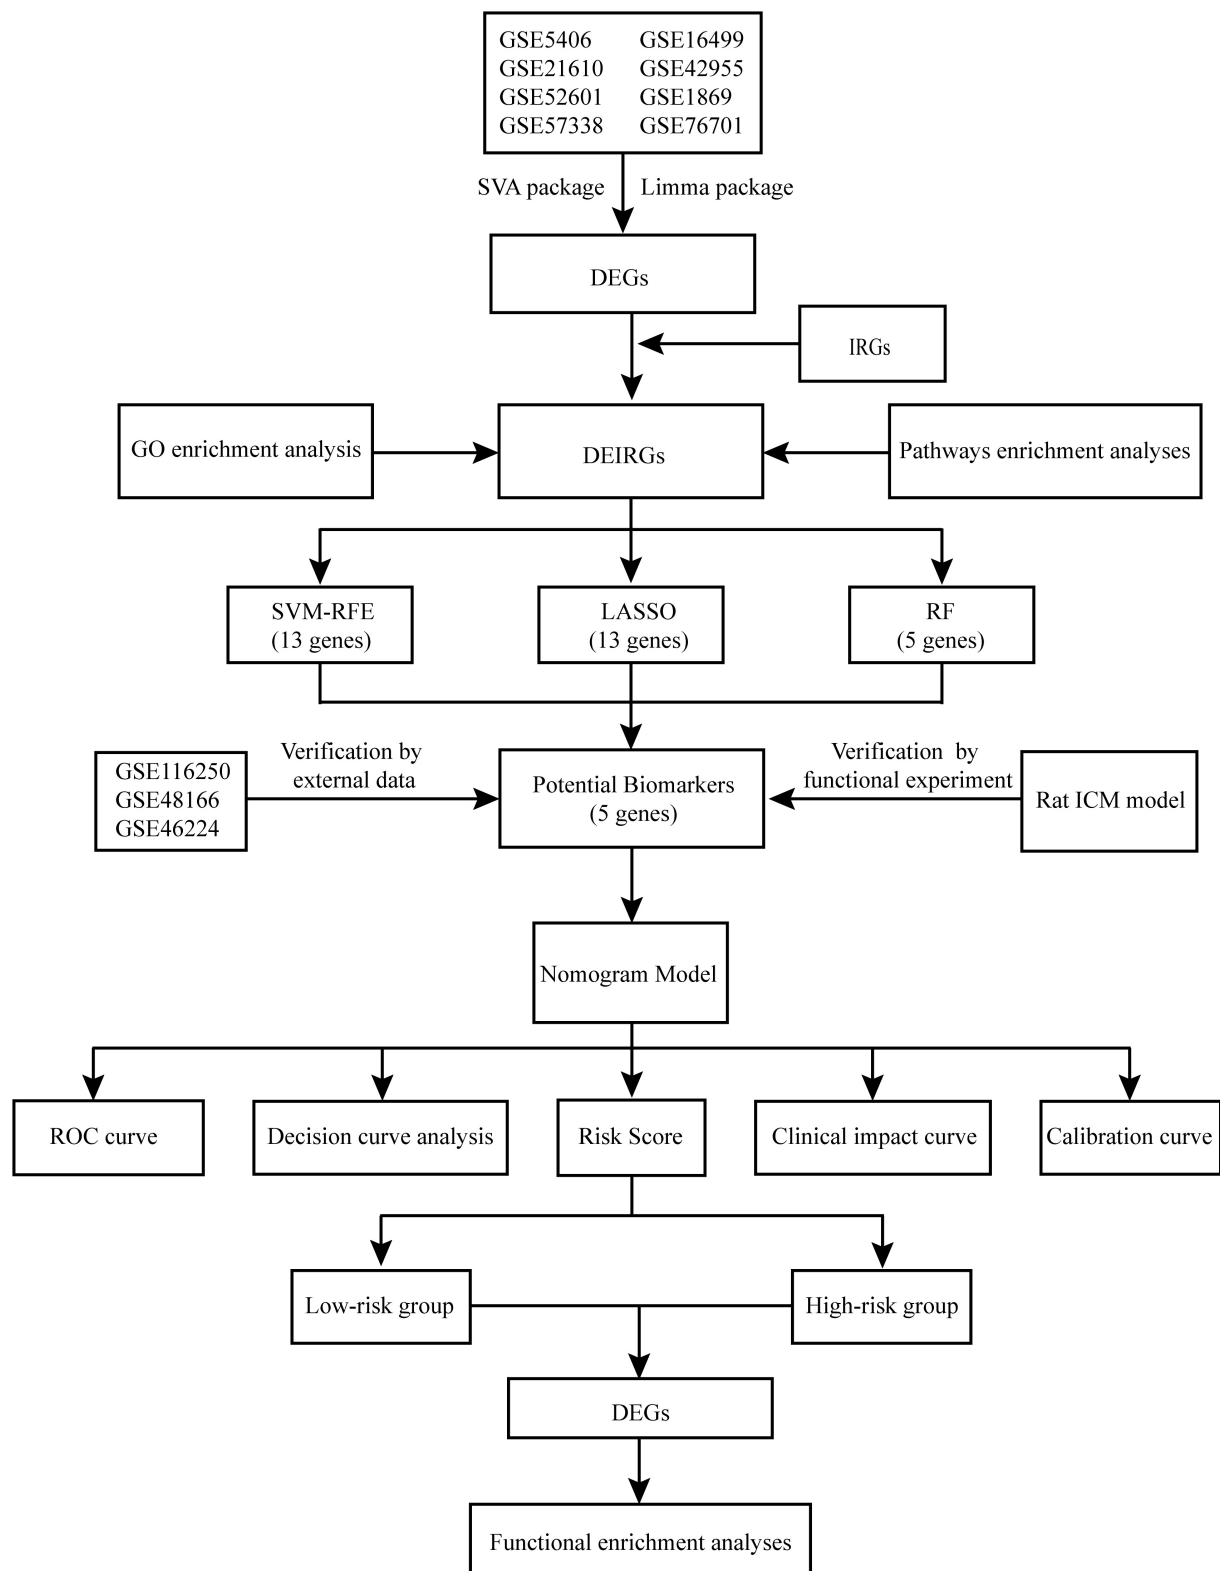 GSE5406 GSE16499
GSE21610 GSE42955
GSE52601 GSE1869
GSE57338 GSE76701
SVA package Limma package
DEGs
IRGs
GO enrichment analysis
DEIRGs
Pathways enrichment analyses
SVM-RFE
(13 genes)
LASSO
(13 genes)
RF
(5 genes)
GSE116250
GSE48166
GSE46224
Verification by
external data
Potential Biomarkers
(5 genes)
Verification by
functional experiment
Rat ICM model
Nomogram Model
ROC curve
Decision curve analysis
Risk Score
Clinical impact curve
Calibration curve
Low-risk group
High-risk group
DEGs
Functional enrichment analyses